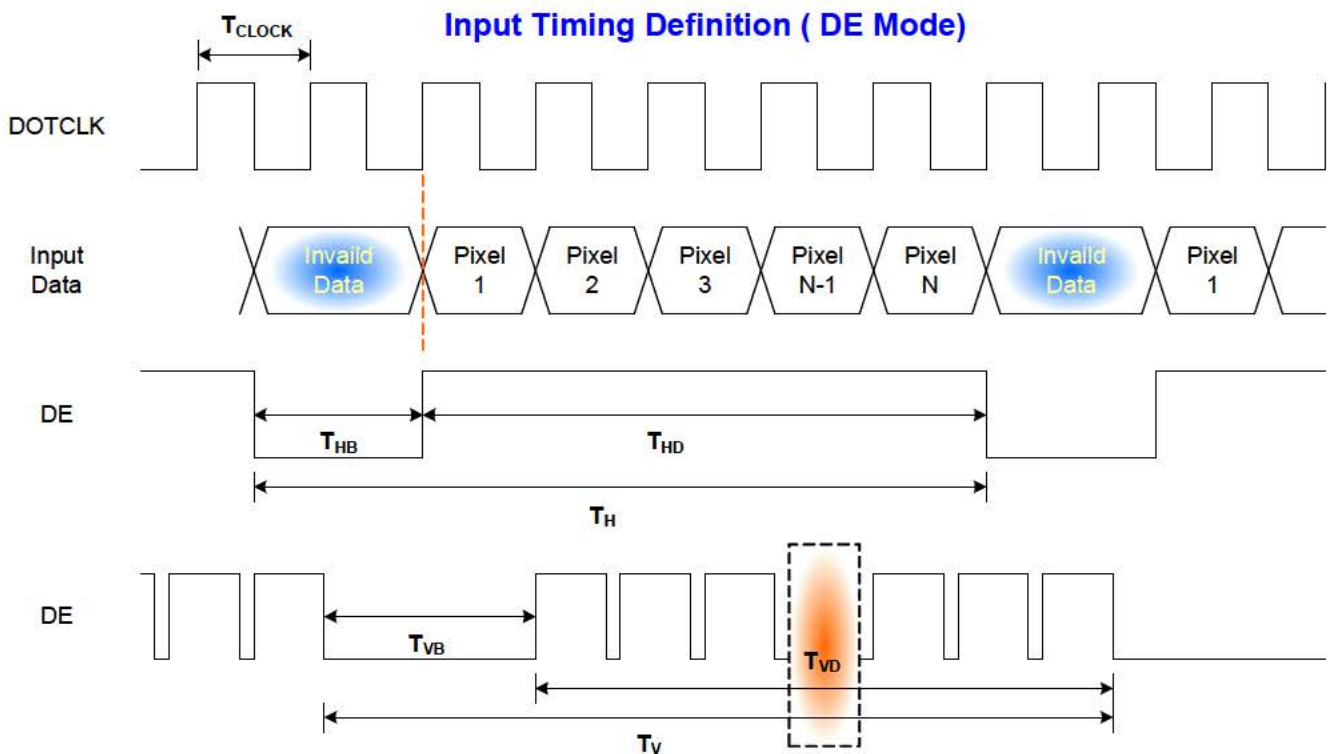 Input Timing Definition ( DE Mode)
TCLOCK
DOTCLK
Input
Data
Invaild
Data
Pixel
1
Pixel
2
Pixel
3
Pixel
N-1
Pixel
N
Invaild
Data
Pixel
1
DE
THB
THD
TH
DE
TVB
TVD
TV